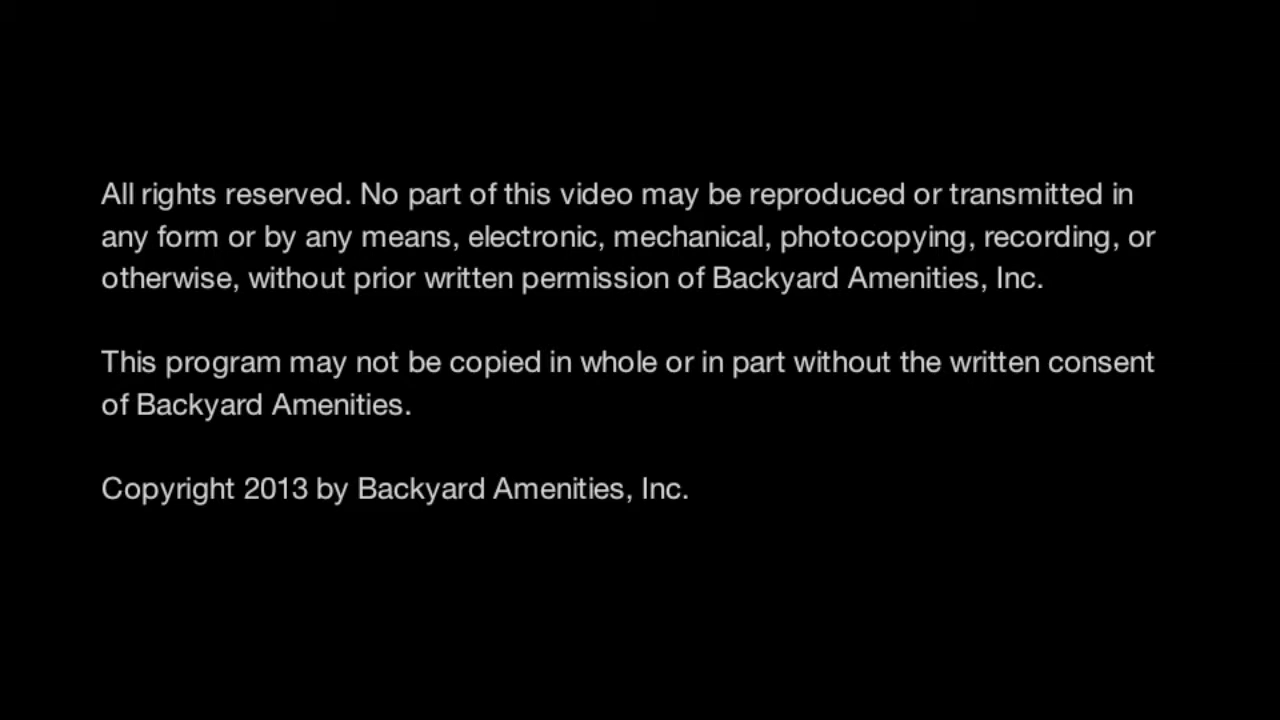 All rights reserved. No part of this video may be reproduced or transmitted in
any form or by any means, electronic, mechanical, photocopying, recording, or
otherwise, without prior written permission of Backyard Amenities, Inc.
This program may not be copied in whole or in part without the written consent
of Backyard Amenities.
Copyright 2013 by Backyard Amenities, Inc.